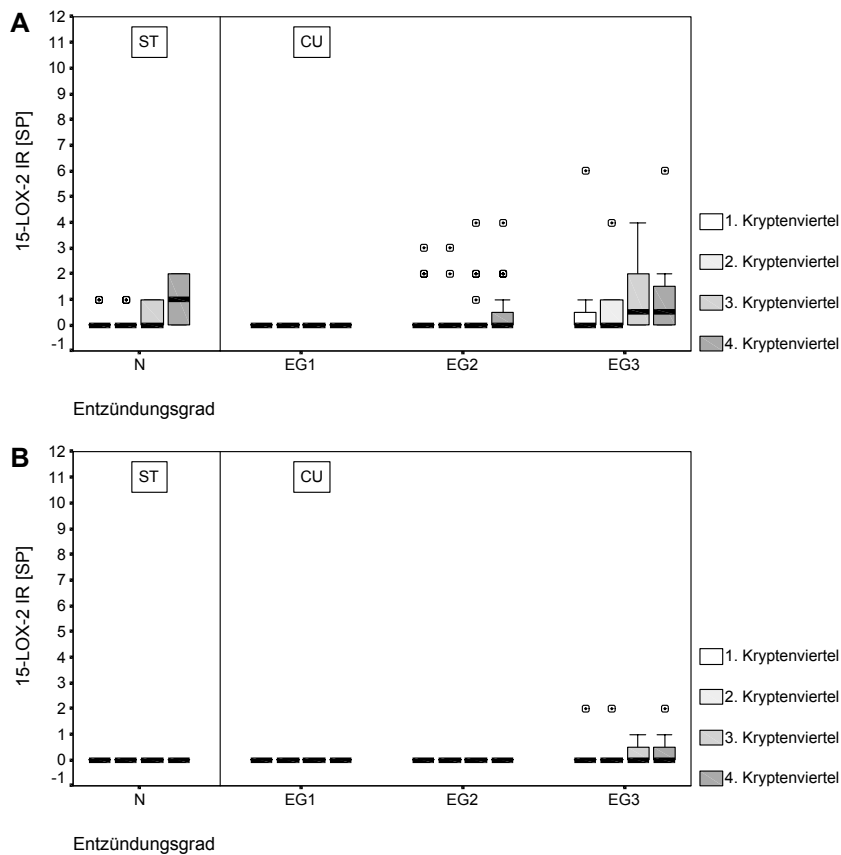 A
ST
CU
15-LOX-2 IR [SP]
12
11
10
9
8
7
6
5
4
3
2
1
0
-1
N
EG1
EG2
EG3
Entzündungsgrad
1. Kryptenviertel
2. Kryptenviertel
3. Kryptenviertel
4. Kryptenviertel
B
ST
CU
15-LOX-2 IR [SP]
12
11
10
9
8
7
6
5
4
3
2
1
0
-1
N
EG1
EG2
EG3
Entzündungsgrad
1. Kryptenviertel
2. Kryptenviertel
3. Kryptenviertel
4. Kryptenviertel